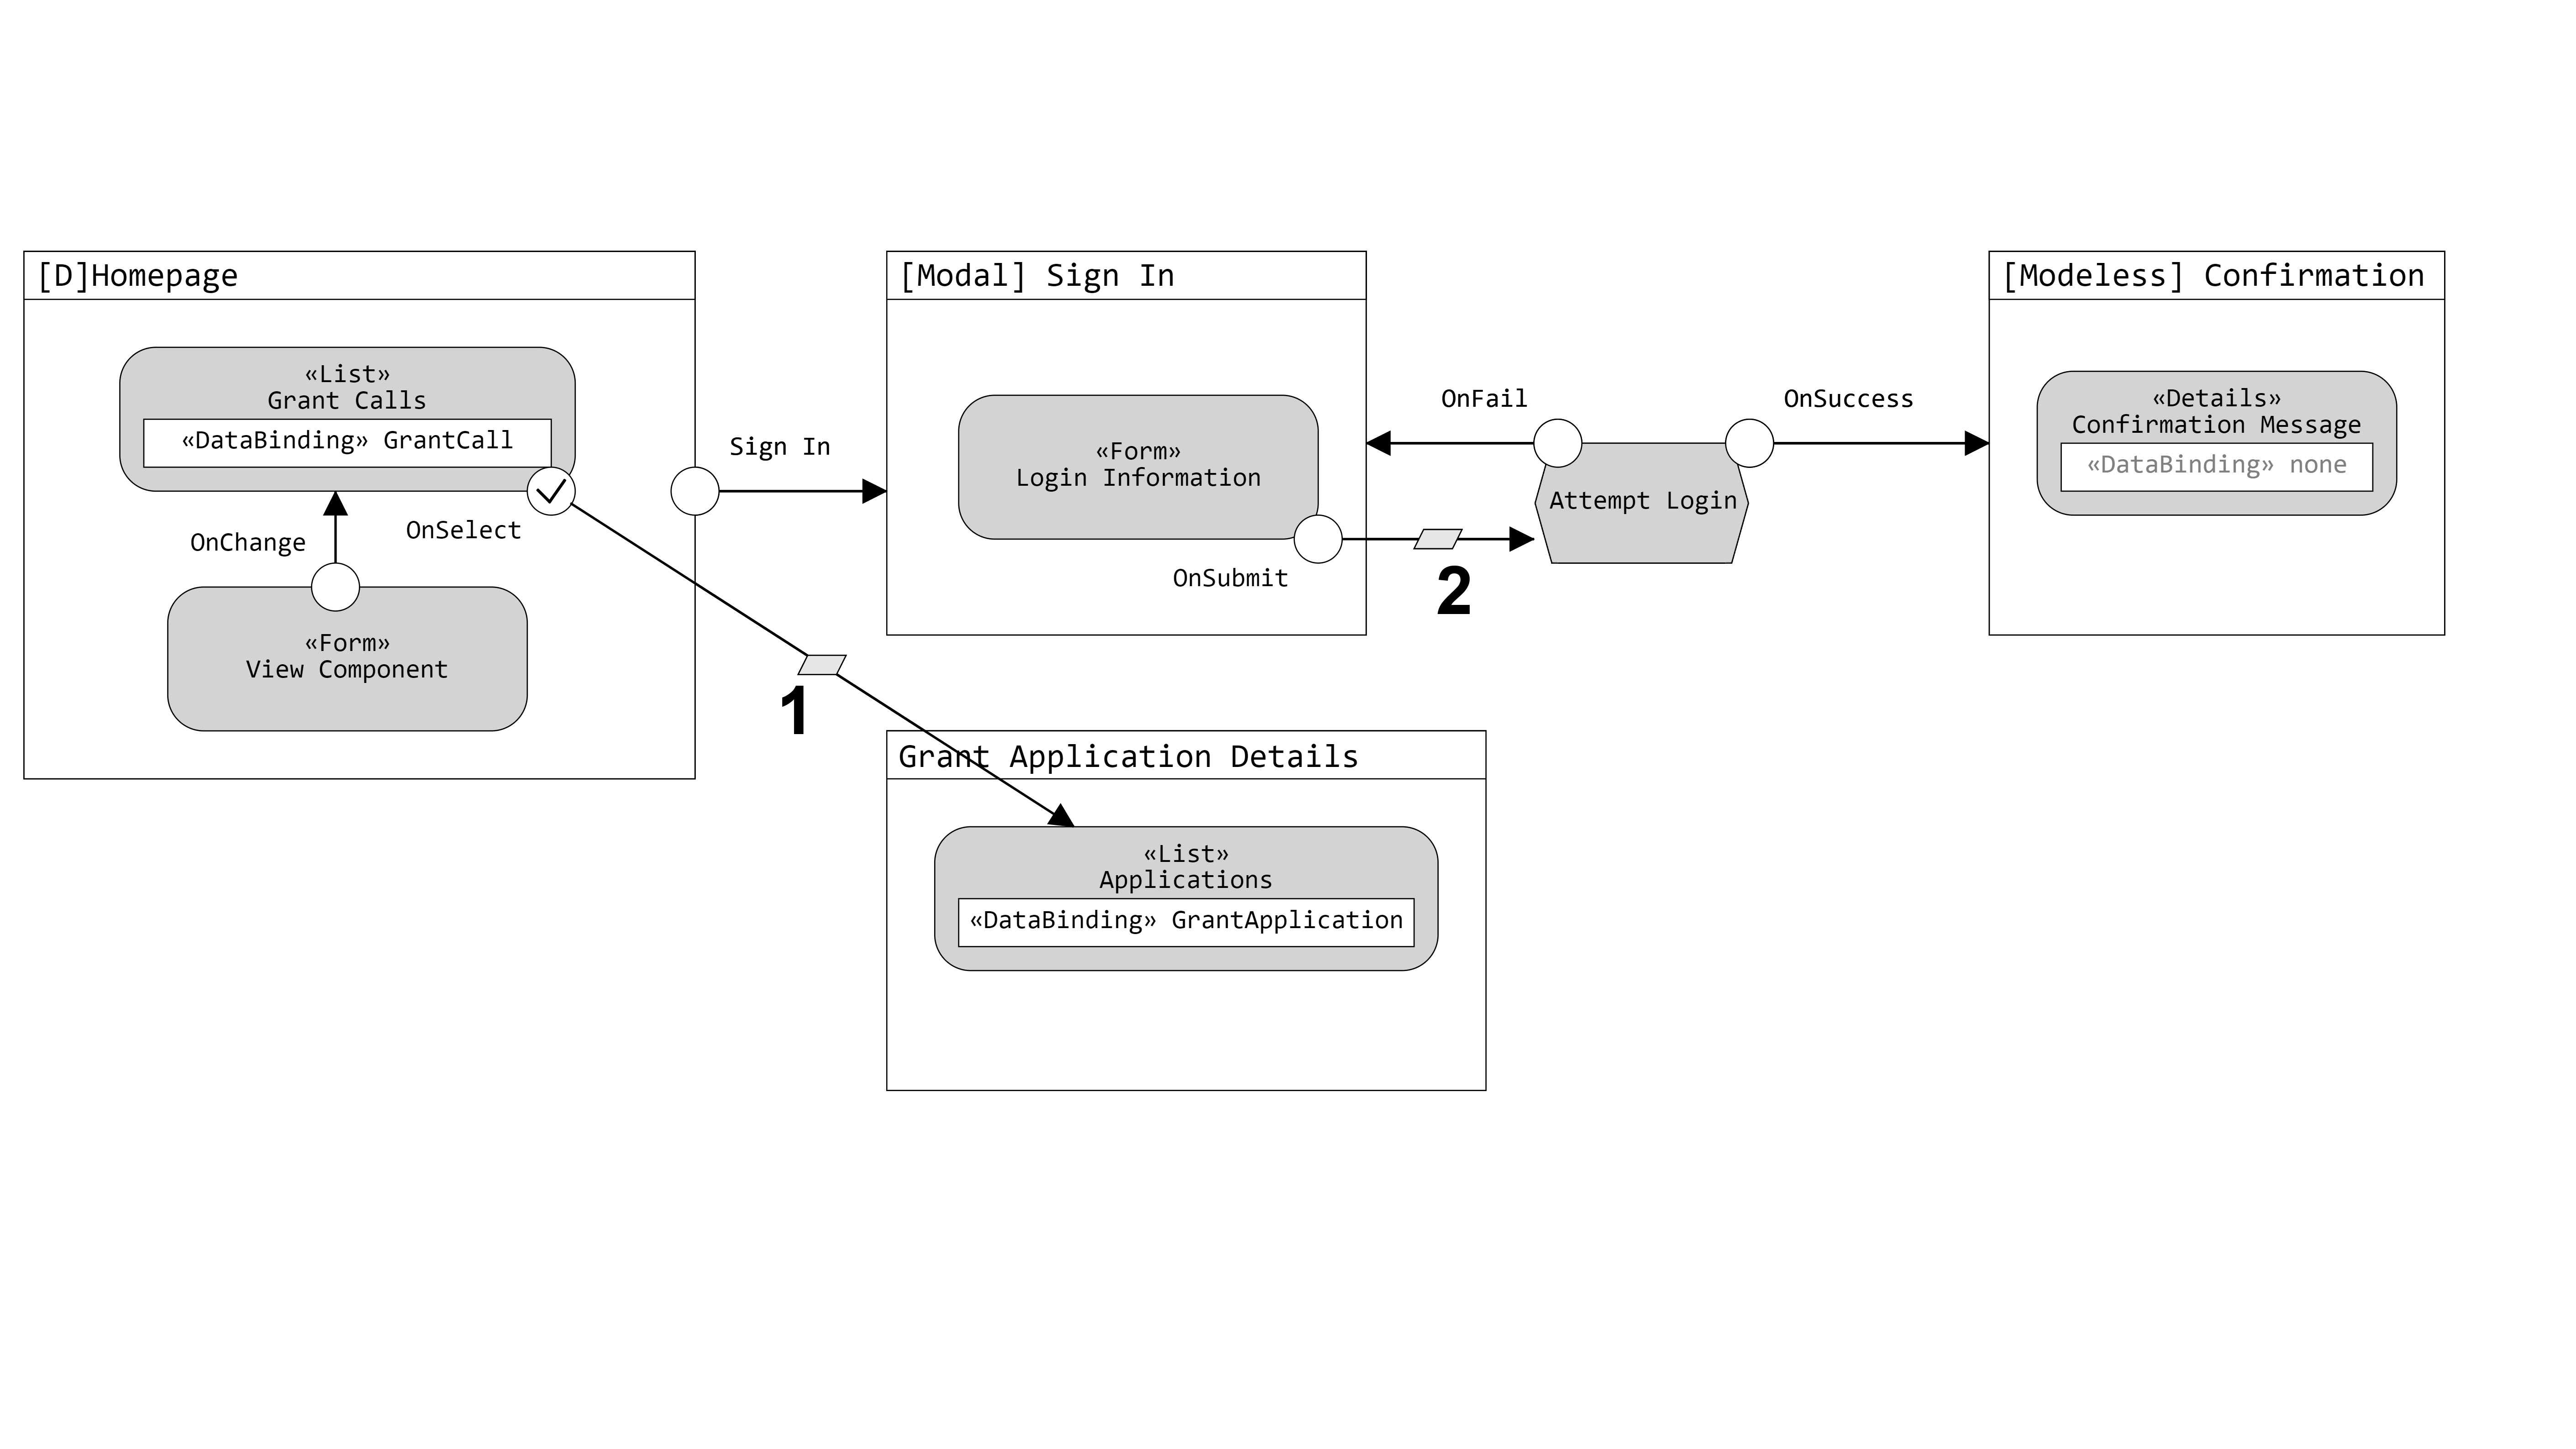 [D]Homepage
«List»
Grant Calls
«DataBinding» GrantCall
OnSelect
OnChange
«Form»
View Component
Sign In
1
[Modal] Sign In
«Form»
Login Information
OnSubmit
2
OnFail
OnSuccess
Attempt Login
[Modeless] Confirmation
«Details»
Confirmation Message
«DataBinding» none
Grant Application Details
«List»
Applications
«DataBinding» GrantApplication